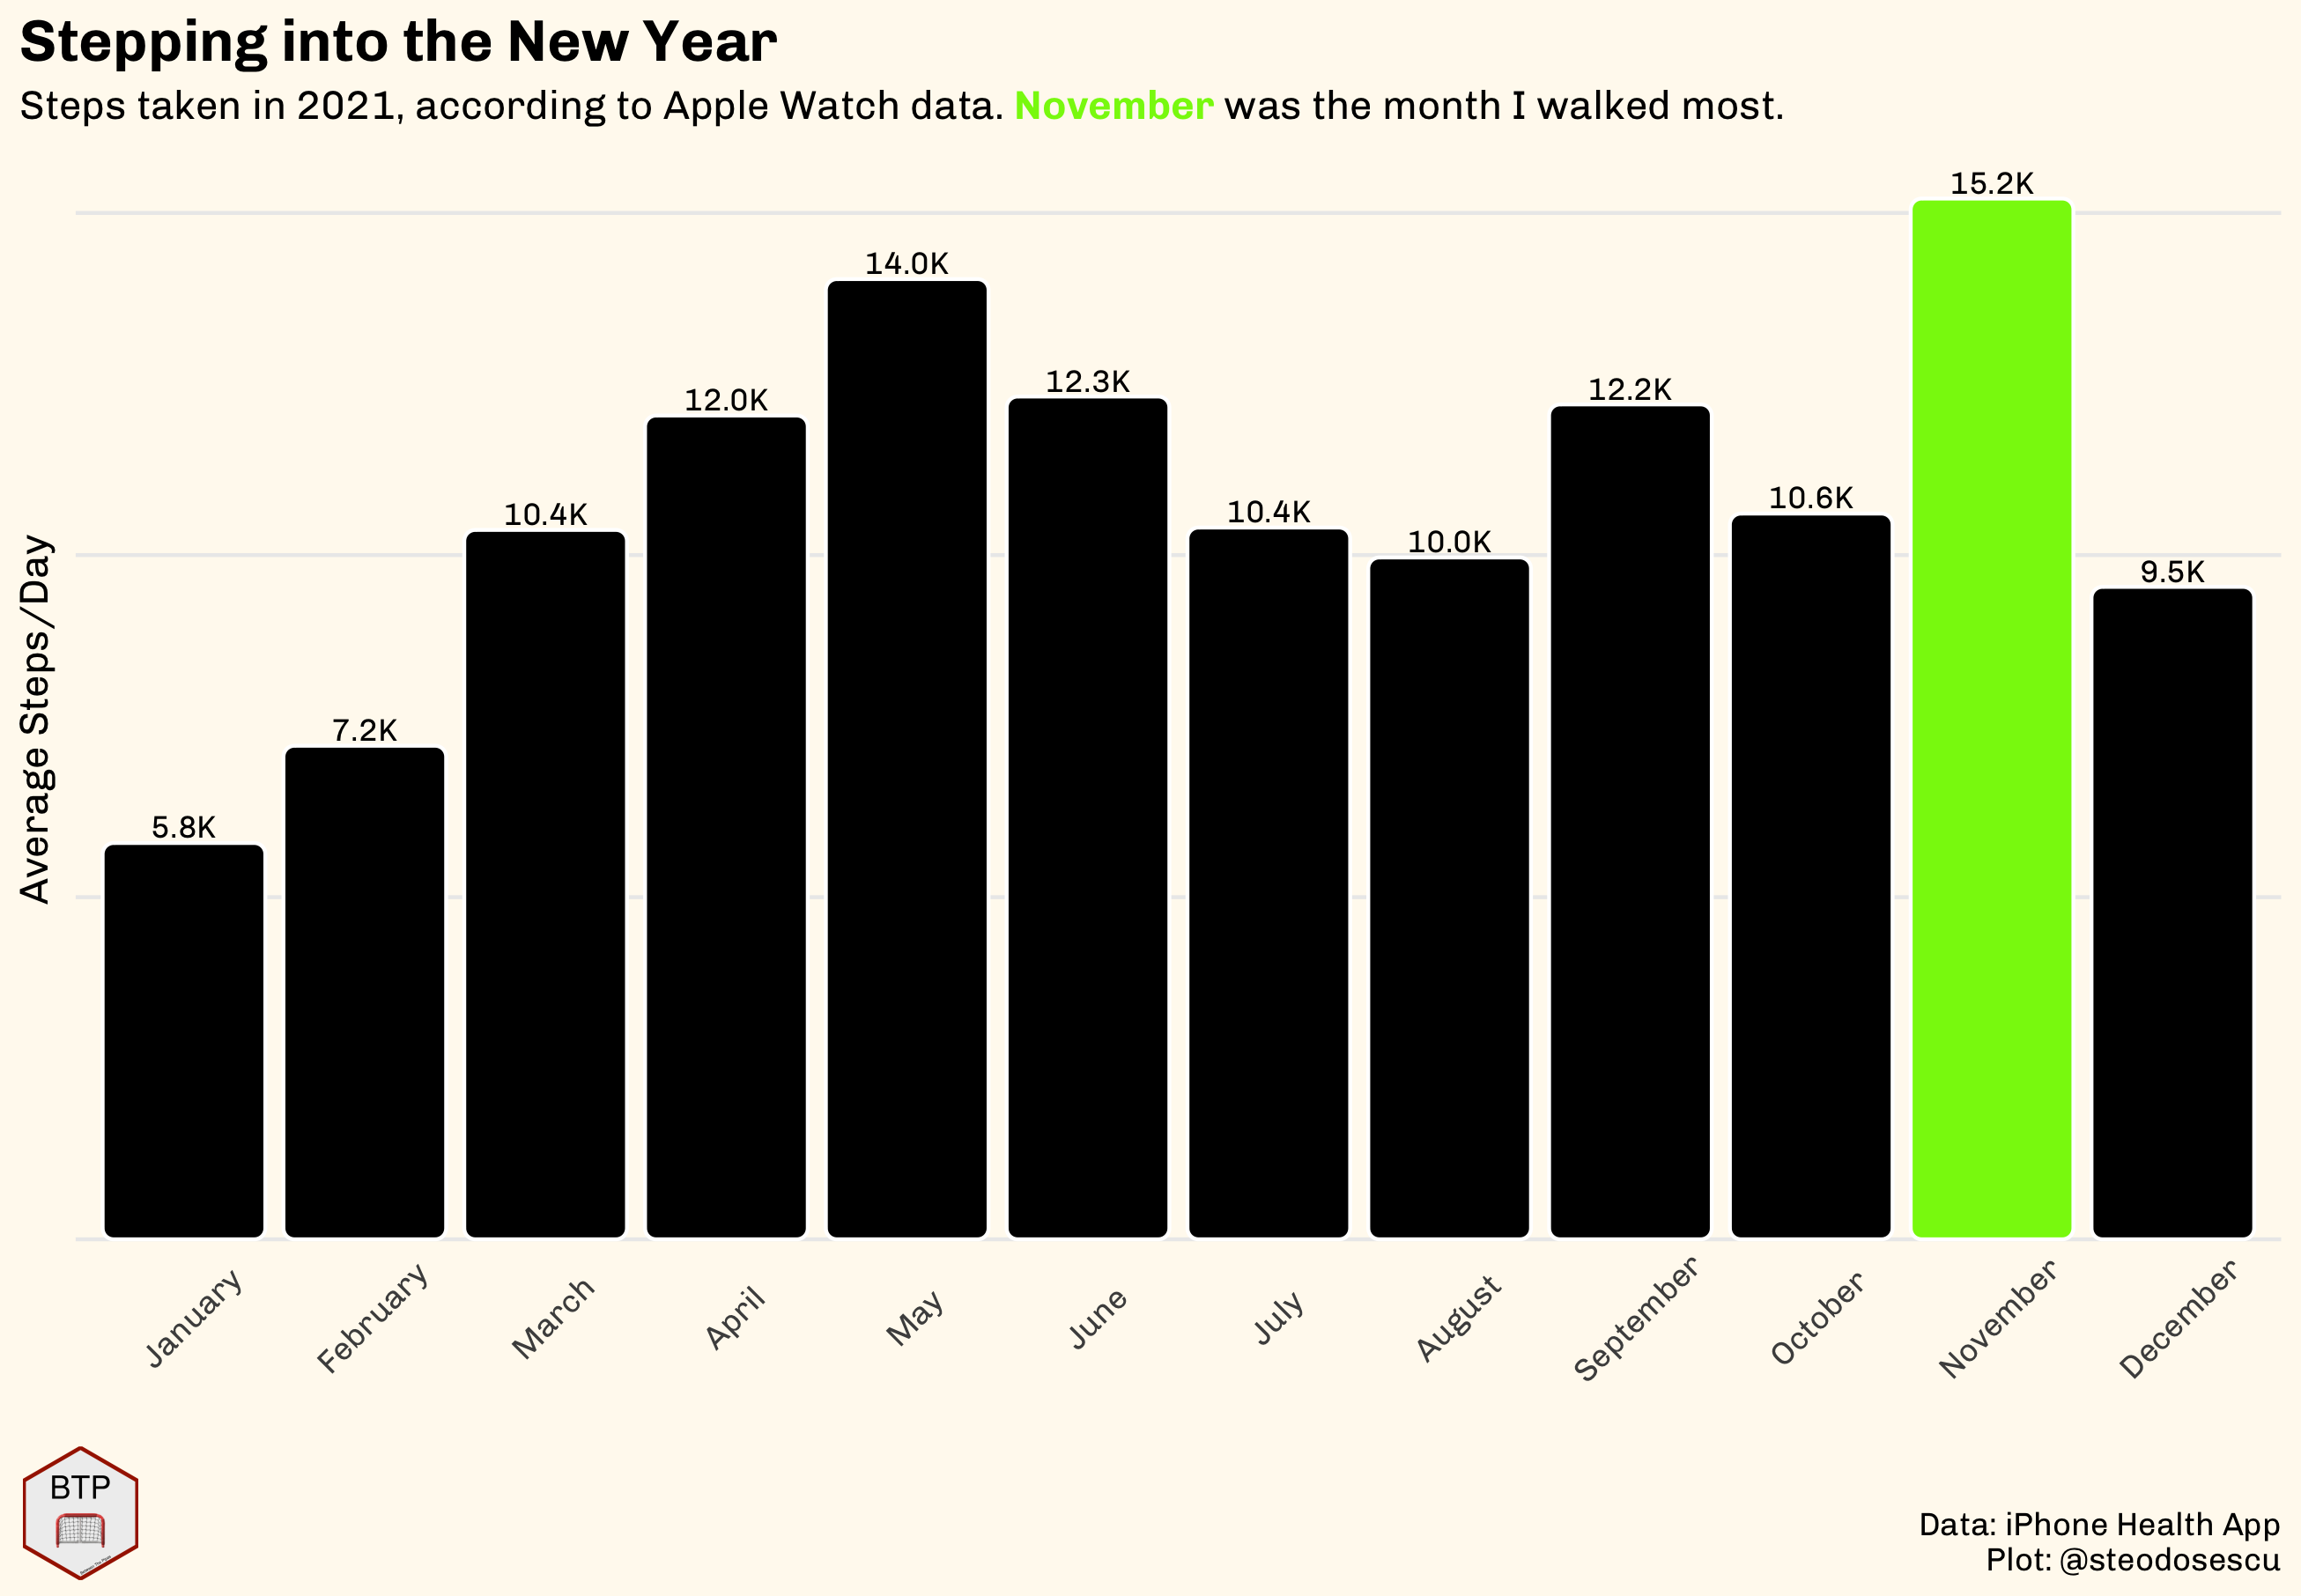 Stepping into the New Year
Steps taken in 2021, according to Apple Watch data. November was the month I walked most.
Average Steps/Day
5.8K
7.2K
10.4K
12.0K
14.0K
12.3K
10.4K
10.0K
12.2K
10.6K
15.2K
9.5K
January
February
March
April
May
June
July
August
September
October
November
December
BTP
Data: iPhone Health App
Plot: @steodosescu